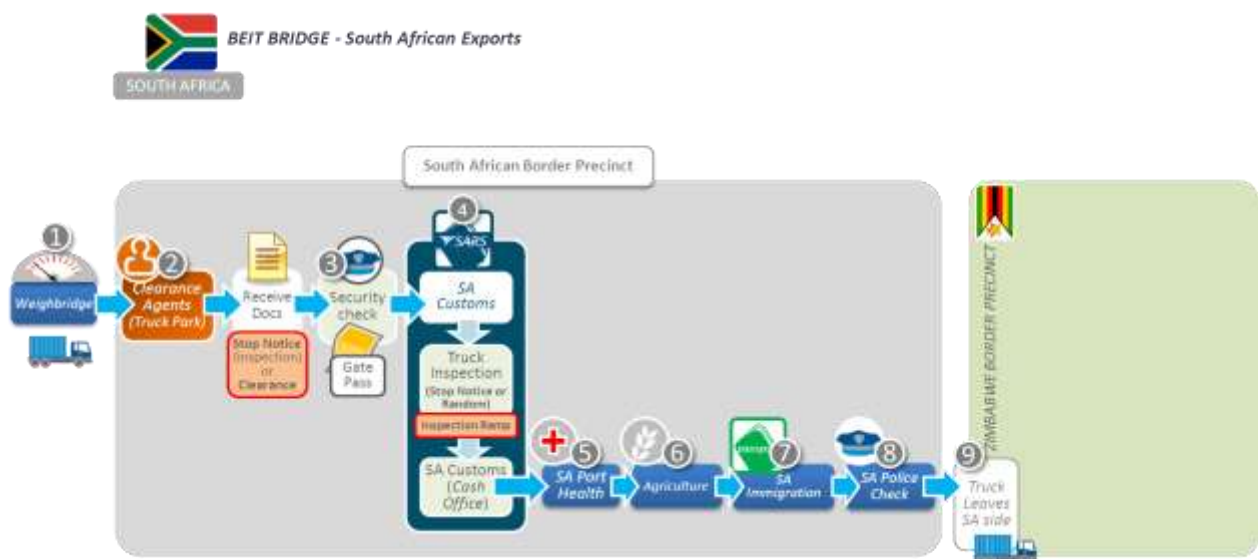 BEIT BRIDGE - South African Exports
SOUTH AFRICA
South African Border Precinct
1
Weighbridge
2
Clearance
Agents
(Truck Park)
Receive
Docs
Stop Notice
(Inspection)
or
Clearance
3
Security
check
Gate
Pass
4
SARS
SA
Customs
Truck
Inspection
(Stop Notice or
Random)
Inspection Ramp
SA Customs
(Cash
Office)
5
SA Port
Health
6
Agriculture
7
SA
Immigration
8
SA Police
Check
9
Truck
Leaves
SA side
ZIMBABWE BORDER PRECINCT